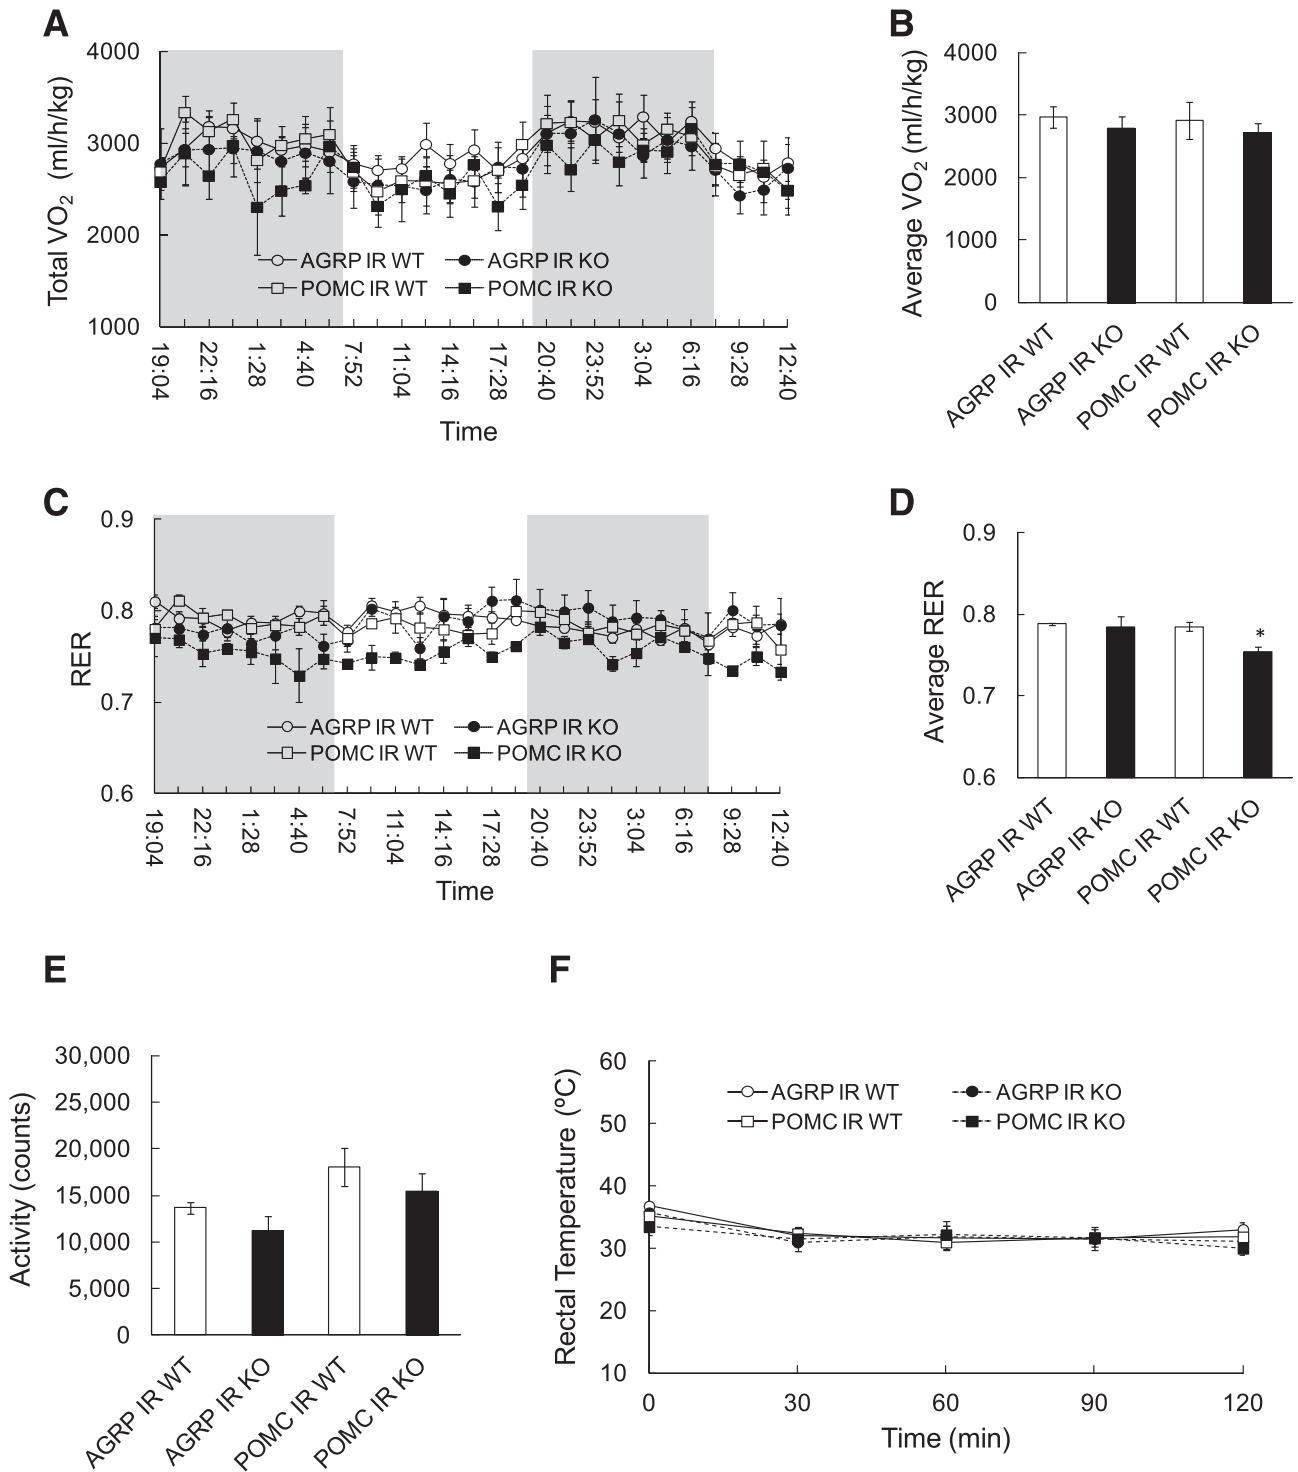 A
4000
3000
2000
1000
Total VO2 (ml/h/kg)
AGRP IR WT
AGRP IR KO
POMC IR WT
POMC IR KO
19:04
22:16
1:28
4:40
7:52
11:04
14:16
17:28
20:40
23:52
3:04
6:16
9:28
12:40
Time
B
4000
3000
2000
1000
0
Average VO2 (ml/h/kg)
AGRP IR WT
AGRP IR KO
POMC IR WT
POMC IR KO
C
0.9
0.8
0.7
0.6
RER
AGRP IR WT
AGRP IR KO
POMC IR WT
POMC IR KO
19:04
22:16
1:28
4:40
7:52
11:04
14:16
17:28
20:40
23:52
3:04
6:16
9:28
12:40
Time
D
0.9
0.8
0.7
0.6
Average RER
*
AGRP IR WT
AGRP IR KO
POMC IR WT
POMC IR KO
E
30,000
25,000
20,000
15,000
10,000
5,000
0
Activity (counts)
AGRP IR WT
AGRP IR KO
POMC IR WT
POMC IR KO
F
60
50
40
30
20
10
Rectal Temperature (ºC)
AGRP IR WT
AGRP IR KO
POMC IR WT
POMC IR KO
0
30
60
90
120
Time (min)